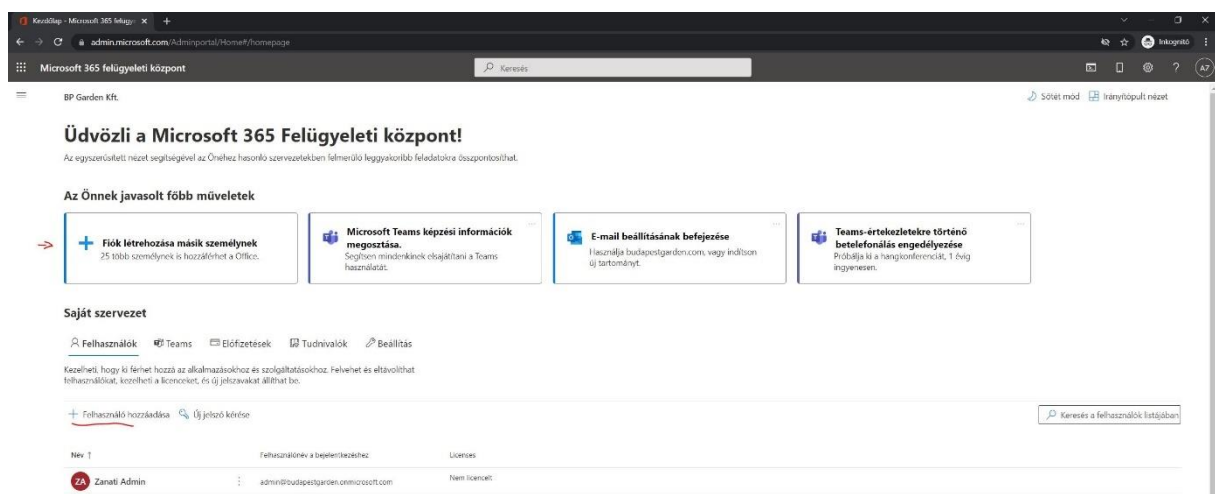 Kezdőlap - Microsoft 365 felügye
admin.microsoft.com/Adminportal/Home#/homepage
Inkognitó
Microsoft 365 felügyeleti központ
Keresés
A7
BP Garden Kft.
Sötét mód
Irányítópult nézet
Üdvözli a Microsoft 365 Felügyeleti központ!
Az egyszerűsített nézet segítségével az Önéhez hasonló szervezetekben felmerülő leggyakoribb feladatokra összpontosíthat.
Az Önnek javasolt főbb műveletek
Fiók létrehozása másik személynek
25 több személynek is hozzáférhet a Office.
Microsoft Teams képzési információk
megosztása.
Segítsen mindenkinek elsajátítani a Teams
használatát.
E-mail beállításának befejezése
Használja budapestgarden.com, vagy indítson
új tartományt.
Teams-értekezletekre történő
betelefonálás engedélyezése
Próbálja ki a hangkonferenciát, 1 évig
ingyenesen.
Saját szervezet
Felhasználók
Teams
Előfizetések
Tudnivalók
Beállítás
Kezelheti, hogy ki férhet hozzá az alkalmazásokhoz és szolgáltatásokhoz. Felvehet és eltávolíthat
felhasználókat, kezelheti a licenceket, és új jelszavakat állíthat be.
Felhasználó hozzáadása
Új jelszó kérése
Keresés a felhasználók listájában
Név ↑
Felhasználónév a bejelentkezéshez
Licenses
ZA
Zanati Admin
admin@budapestgarden.onmicrosoft.com
Nem licencelt